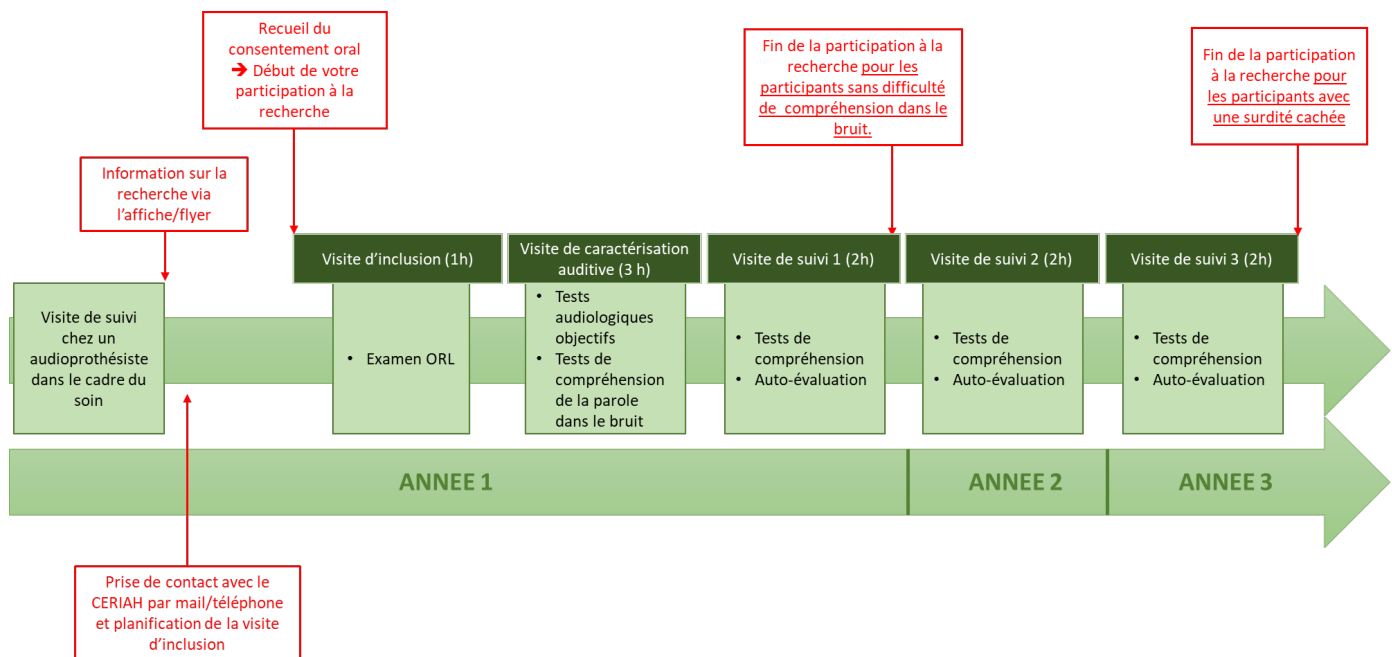 Recueil du
consentement oral
➔ Début de votre
participation à la
recherche
Fin de la participation à la
recherche pour les
participants sans difficulté
de compréhension dans le
bruit.
Fin de la participation
à la recherche pour
les participants avec
une surdité cachée
Information sur la
recherche via
l'affiche/flyer
Visite de suivi
chez un
audioprothésiste
dans le cadre du
soin
Visite d'inclusion (1h)
• Examen ORL
Visite de caractérisation
auditive (3 h)
• Tests
audiologiques
objectifs
• Tests de
compréhension
de la parole
dans le bruit
Visite de suivi 1 (2h)
• Tests de
compréhension
• Auto-évaluation
Visite de suivi 2 (2h)
• Tests de
compréhension
• Auto-évaluation
Visite de suivi 3 (2h)
• Tests de
compréhension
• Auto-évaluation
ANNEE 1
ANNEE 2
ANNEE 3
Prise de contact avec le
CERIAH par mail/téléphone
et planification de la visite
d'inclusion